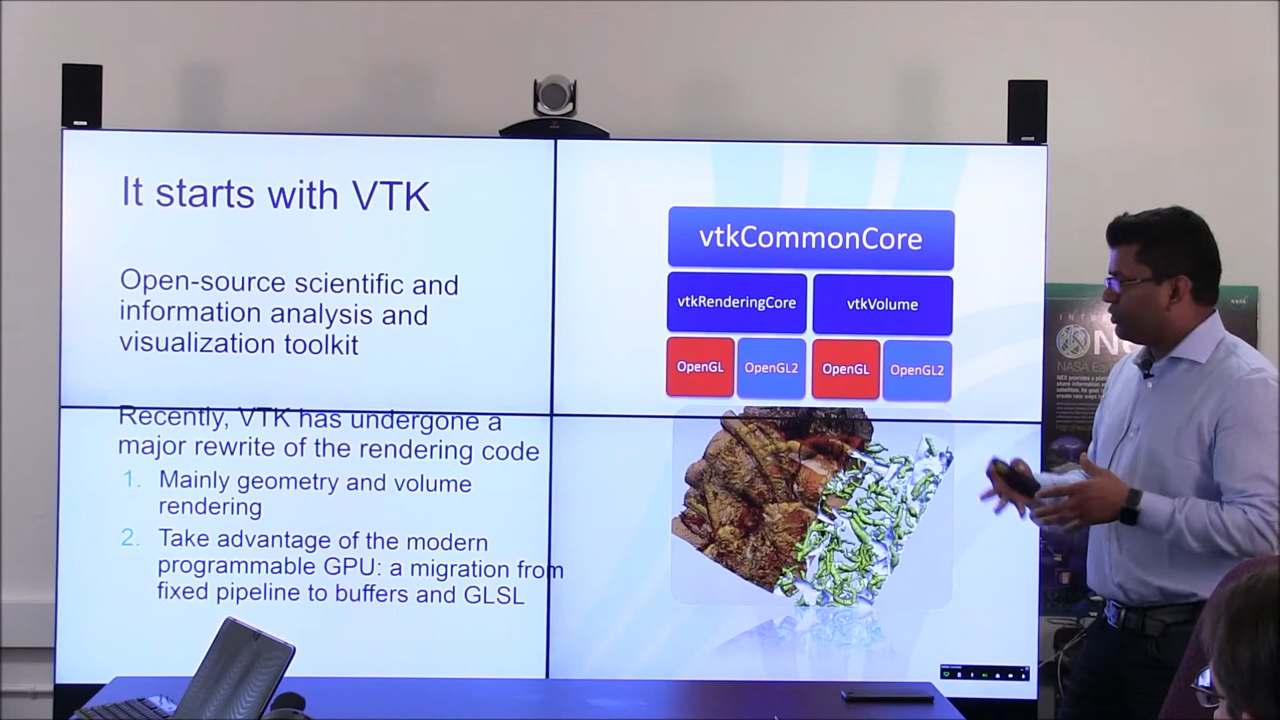 It starts with VTK
Open-source scientific and
information analysis and
visualization toolkit
Recently, VTK has undergone a
major rewrite of the rendering code
1. Mainly geometry and volume
rendering
2. Take advantage of the modern
programmable GPU: a migration from
fixed pipeline to buffers and GLSL
vtkCommonCore
vtkRenderingCore
vtkVolume
OpenGL
OpenGL2
OpenGL
OpenGL2
NASA